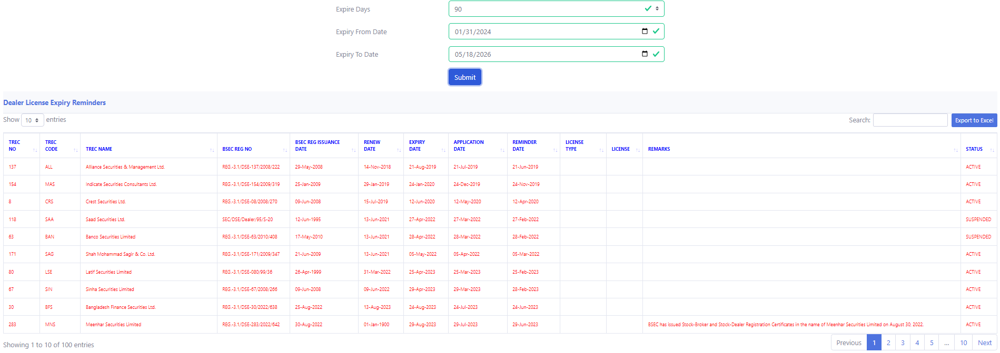 Expire Days 90
Expiry From Date 01/31/2024
Expiry To Date 05/18/2026
Submit
Dealer License Expiry Reminders
Show 10 entries Search: Export to Excel
TREC NO TREC CODE TREC NAME BSEC REG NO BSEC REG ISSUANCE DATE RENEW DATE EXPIRY DATE APPLICATION DATE REMINDER DATE LICENSE TYPE LICENSE REMARKS STATUS
137 ALL Alliance Securities & Management Ltd. REG.-3.1/DSE-137/2008/222 29-May-2008 14-Nov-2018 21-Aug-2019 21-Jul-2019 21-Jun-2019 ACTIVE
154 MAS Indicate Securities Consultants Ltd. REG.-3.1/DSE-154/2009/319 25-Jan-2009 29-Jan-2019 24-Jan-2020 24-Dec-2019 24-Nov-2019 ACTIVE
8 CRS Crest Securities Ltd. REG.-3.1/DSE-08/2008/270 09-Jun-2008 15-Jul-2019 12-Jun-2020 12-May-2020 12-Apr-2020 ACTIVE
118 SAA Saad Securities Ltd. SEC/DSE/Dealer/95/S-20 12-Jun-1995 13-Jun-2021 27-Apr-2022 27-Mar-2022 27-Feb-2022 SUSPENDED
63 BAN Banco Securities Limited REG.-3.1/DSE-63/2010/408 17-May-2010 13-Jun-2021 28-Apr-2022 28-Mar-2022 28-Feb-2022 SUSPENDED
171 SAG Shah Mohammad Sagir & Co. Ltd. REG.-3.1/DSE-171/2009/347 21-Jun-2009 13-Jun-2021 05-May-2022 05-Apr-2022 05-Mar-2022 ACTIVE
80 LSE Latif Securities Limited REG.-3.1/DSE-080/99/36 26-Apr-1999 31-Mar-2022 25-Apr-2023 25-Mar-2023 25-Feb-2023 ACTIVE
67 SIN Sinha Securities Limited REG.-3.1/DSE-67/2008/266 09-Jun-2008 09-Jun-2022 29-Apr-2023 29-Mar-2023 28-Feb-2023 ACTIVE
30 BFS Bangladesh Finance Securities Ltd. REG.-3.1/DSE-30/2022/638 25-Aug-2022 13-Aug-2023 24-Aug-2023 24-Jul-2023 24-Jun-2023 ACTIVE
283 MNS Meenhar Securities Limited REG.-3.1/DSE-283/2022/642 30-Aug-2022 01-Jan-1900 29-Aug-2023 29-Jul-2023 29-Jun-2023 BSEC has issued Stock-Broker and Stock-Dealer Registration Certificates in the name of Meenhar Securities Limited on August 30, 2022. ACTIVE
Showing 1 to 10 of 100 entries Previous 1 2 3 4 5 ... 10 Next